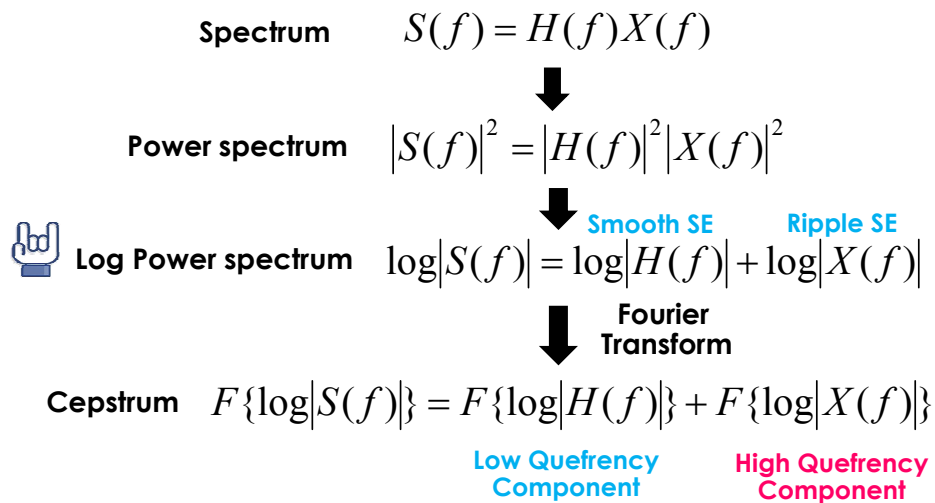 Spectrum S(f) = H(f)X(f)
Power spectrum |S(f)|² = |H(f)|²|X(f)|²
Smooth SE Ripple SE
Log Power spectrum log|S(f)| = log|H(f)| + log|X(f)|
Fourier
Transform
Cepstrum F{log|S(f)|} = F{log|H(f)|} + F{log|X(f)|}
Low Quefrency High Quefrency
Component Component